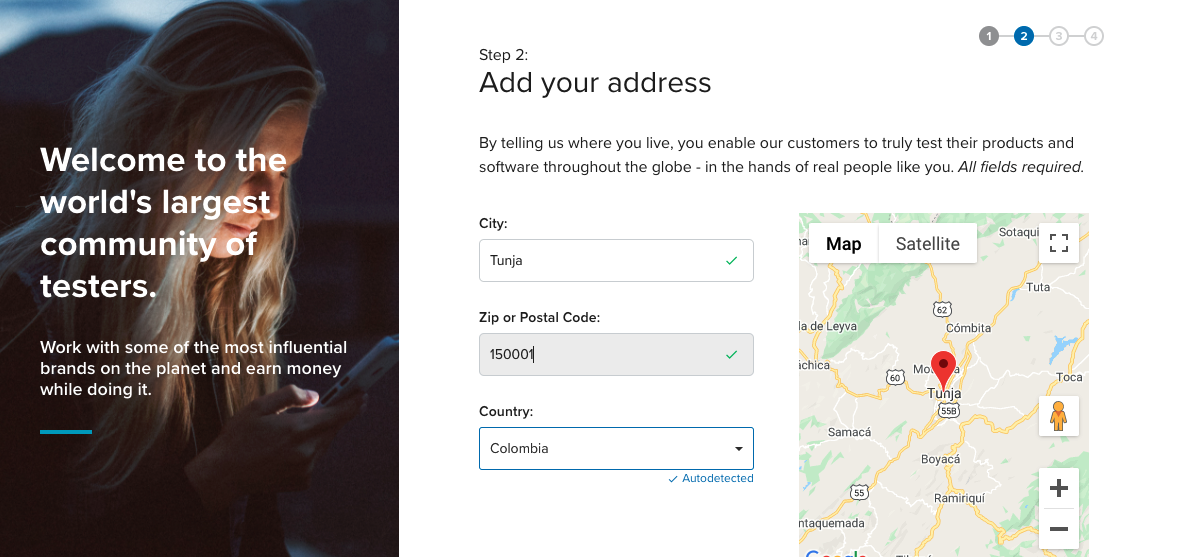 Welcome to the
world's largest
community of
testers.
Work with some of the most influential
brands on the planet and earn money
while doing it.
1 2 3 4
Step 2:
Add your address
By telling us where you live, you enable our customers to truly test their products and
software throughout the globe - in the hands of real people like you. All fields required.
City:
Tunja
Zip or Postal Code:
150001
Country:
Colombia
Autodetected
Map
Satellite
Sotaqui
Tuta
62
Cómbita
la de Leyva
áchica
60
Tunja
Toca
55B
Samacá
Boyacá
55
Ramiriquí
ntaquemada
Google